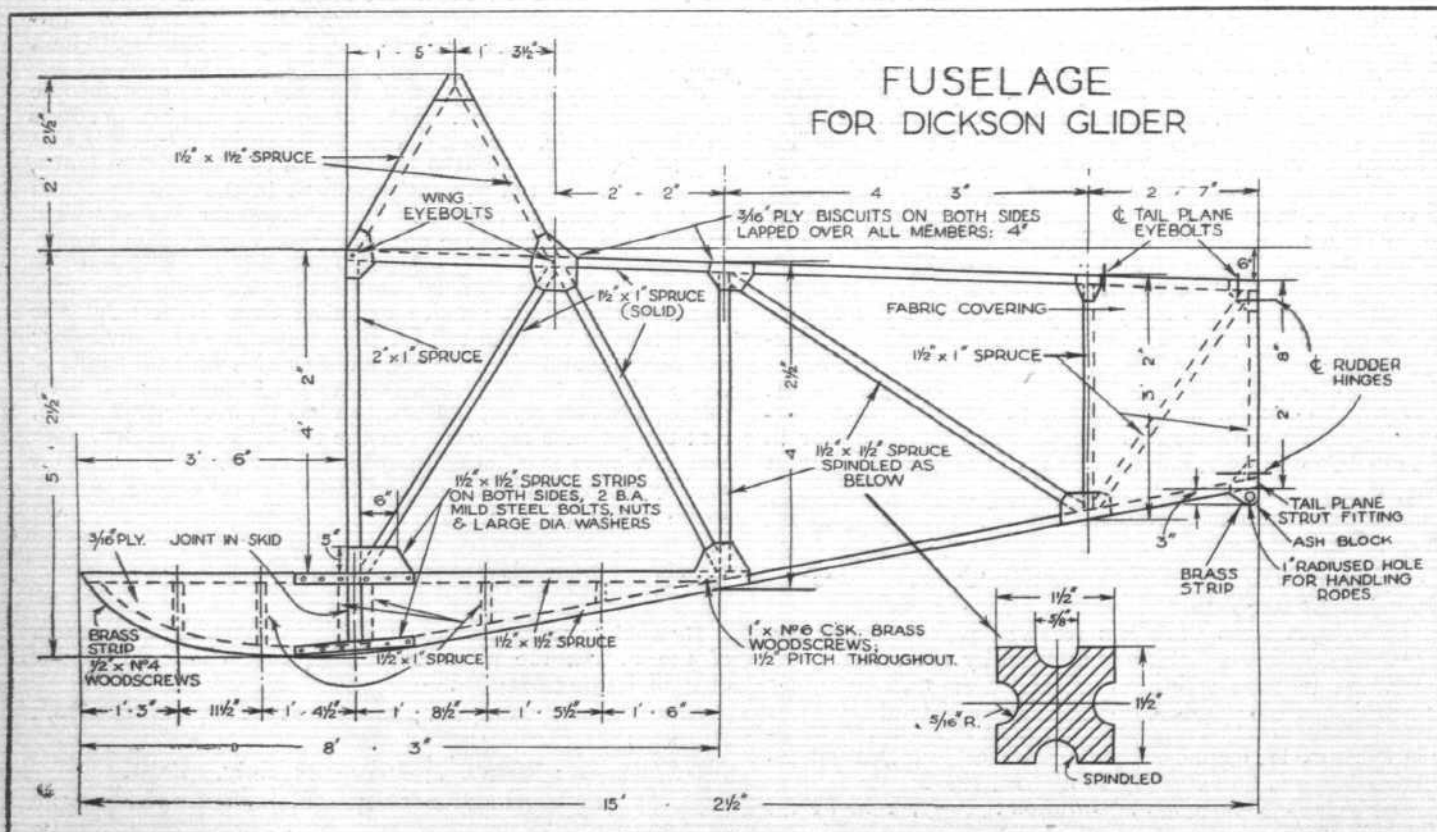 FUSELAGE
FOR DICKSON GLIDER
1' - 5"
1' - 3½"
2' - 2½"
1½" x 1½" SPRUCE
WING
EYEBOLTS
2' - 2"
4 3"
2 - 7"
3/16" PLY BISCUITS ON BOTH SIDES
LAPPED OVER ALL MEMBERS: 4"
℄ TAIL PLANE
EYEBOLTS
6"
1½" x 1" SPRUCE
(SOLID)
FABRIC COVERING
2" x 1" SPRUCE
1½" x 1" SPRUCE
℄ RUDDER
HINGES
5' - 2½"
4' 2"
4 - 2½"
3' 2"
2' 8"
3' - 6"
1½" x 1½" SPRUCE
SPINDLED AS
BELOW
6"
1½" x 1½" SPRUCE STRIPS
ON BOTH SIDES, 2 B.A.
MILD STEEL BOLTS, NUTS
& LARGE DIA. WASHERS
3/16" PLY.
JOINT IN SKID
5"
3"
TAIL PLANE
STRUT FITTING
ASH BLOCK
BRASS
STRIP
1" RADIUSED HOLE
FOR HANDLING
ROPES.
BRASS
STRIP
½" x Nº4
WOODSCREWS
1½" x 1" SPRUCE
1½" x 1½" SPRUCE
1" x Nº6 C'SK. BRASS
WOODSCREWS;
1½" PITCH THROUGHOUT.
1½"
5/8"
1½"
5/16" R.
SPINDLED
1' - 3"
11½"
1' - 4½"
1' - 8½"
1' - 5½"
1' - 6"
8' - 3"
15' - 2½"